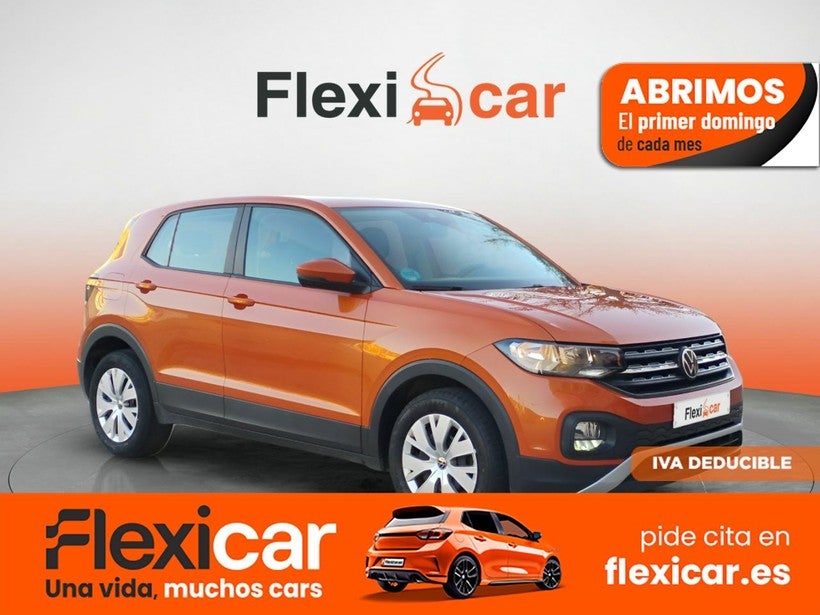 Flexicar
ABRIMOS
El primer domingo
de cada mes
Flexicar
IVA DEDUCIBLE
Flexicar
Una vida, muchos cars
pide cita en
flexicar.es